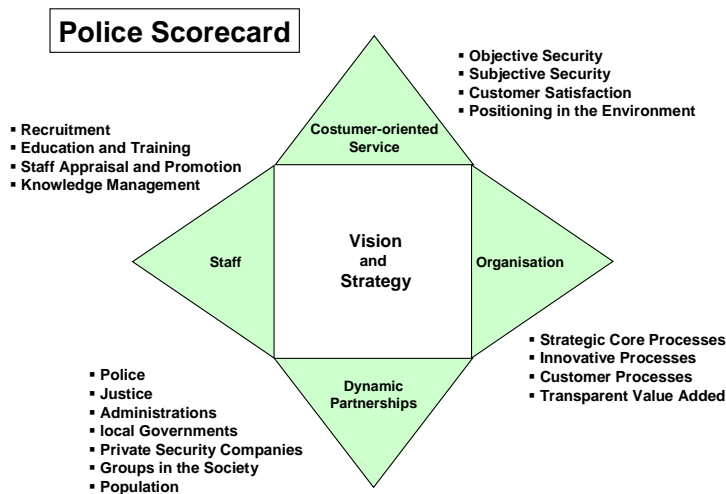 Police Scorecard
▪ Objective Security
▪ Subjective Security
▪ Customer Satisfaction
▪ Positioning in the Environment
Costumer-oriented
Service
▪ Recruitment
▪ Education and Training
▪ Staff Appraisal and Promotion
▪ Knowledge Management
Staff
Vision
and
Strategy
Organisation
▪ Strategic Core Processes
▪ Innovative Processes
▪ Customer Processes
▪ Transparent Value Added
Dynamic
Partnerships
▪ Police
▪ Justice
▪ Administrations
▪ local Governments
▪ Private Security Companies
▪ Groups in the Society
▪ Population